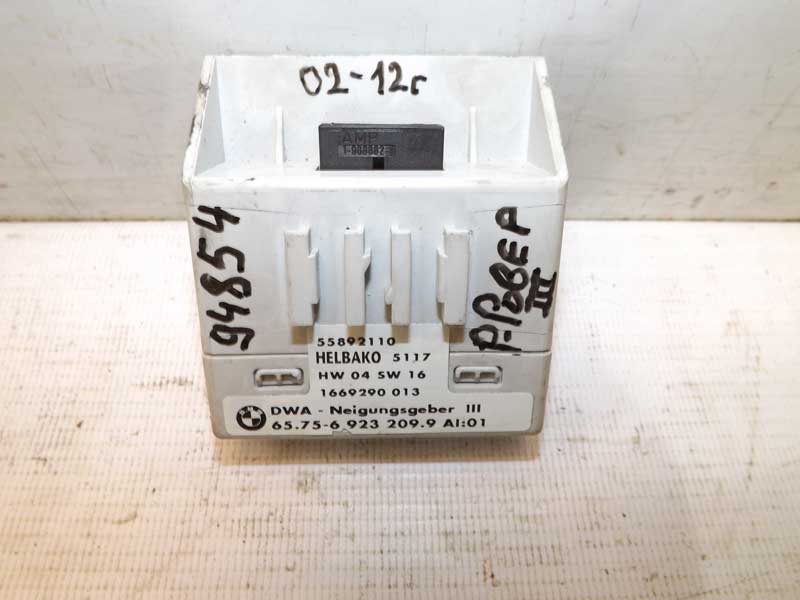 02-12г
AMP
94854
Р.РОВЕР
III
55892110
HELBAKO 5117
HW 04 SW 16
1669290 013
DWA - Neigungsgeber III
65.75-6 923 209.9 AI:01